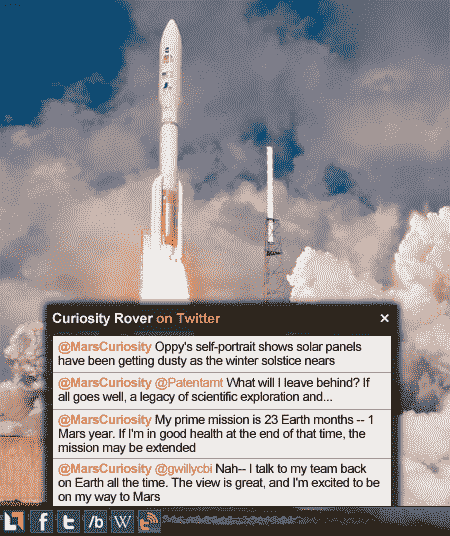 Curiosity Rover on Twitter ×
@MarsCuriosity Oppy's self-portrait shows solar panels
have been getting dusty as the winter solstice nears
@MarsCuriosity @Patentamt What will I leave behind? If
all goes well, a legacy of scientific exploration and...
@MarsCuriosity My prime mission is 23 Earth months -- 1
Mars year. If I'm in good health at the end of that time, the
mission may be extended
@MarsCuriosity @gwillycbi Nah-- I talk to my team back
on Earth all the time. The view is great, and I'm excited to be
on my way to Mars
f t /b W